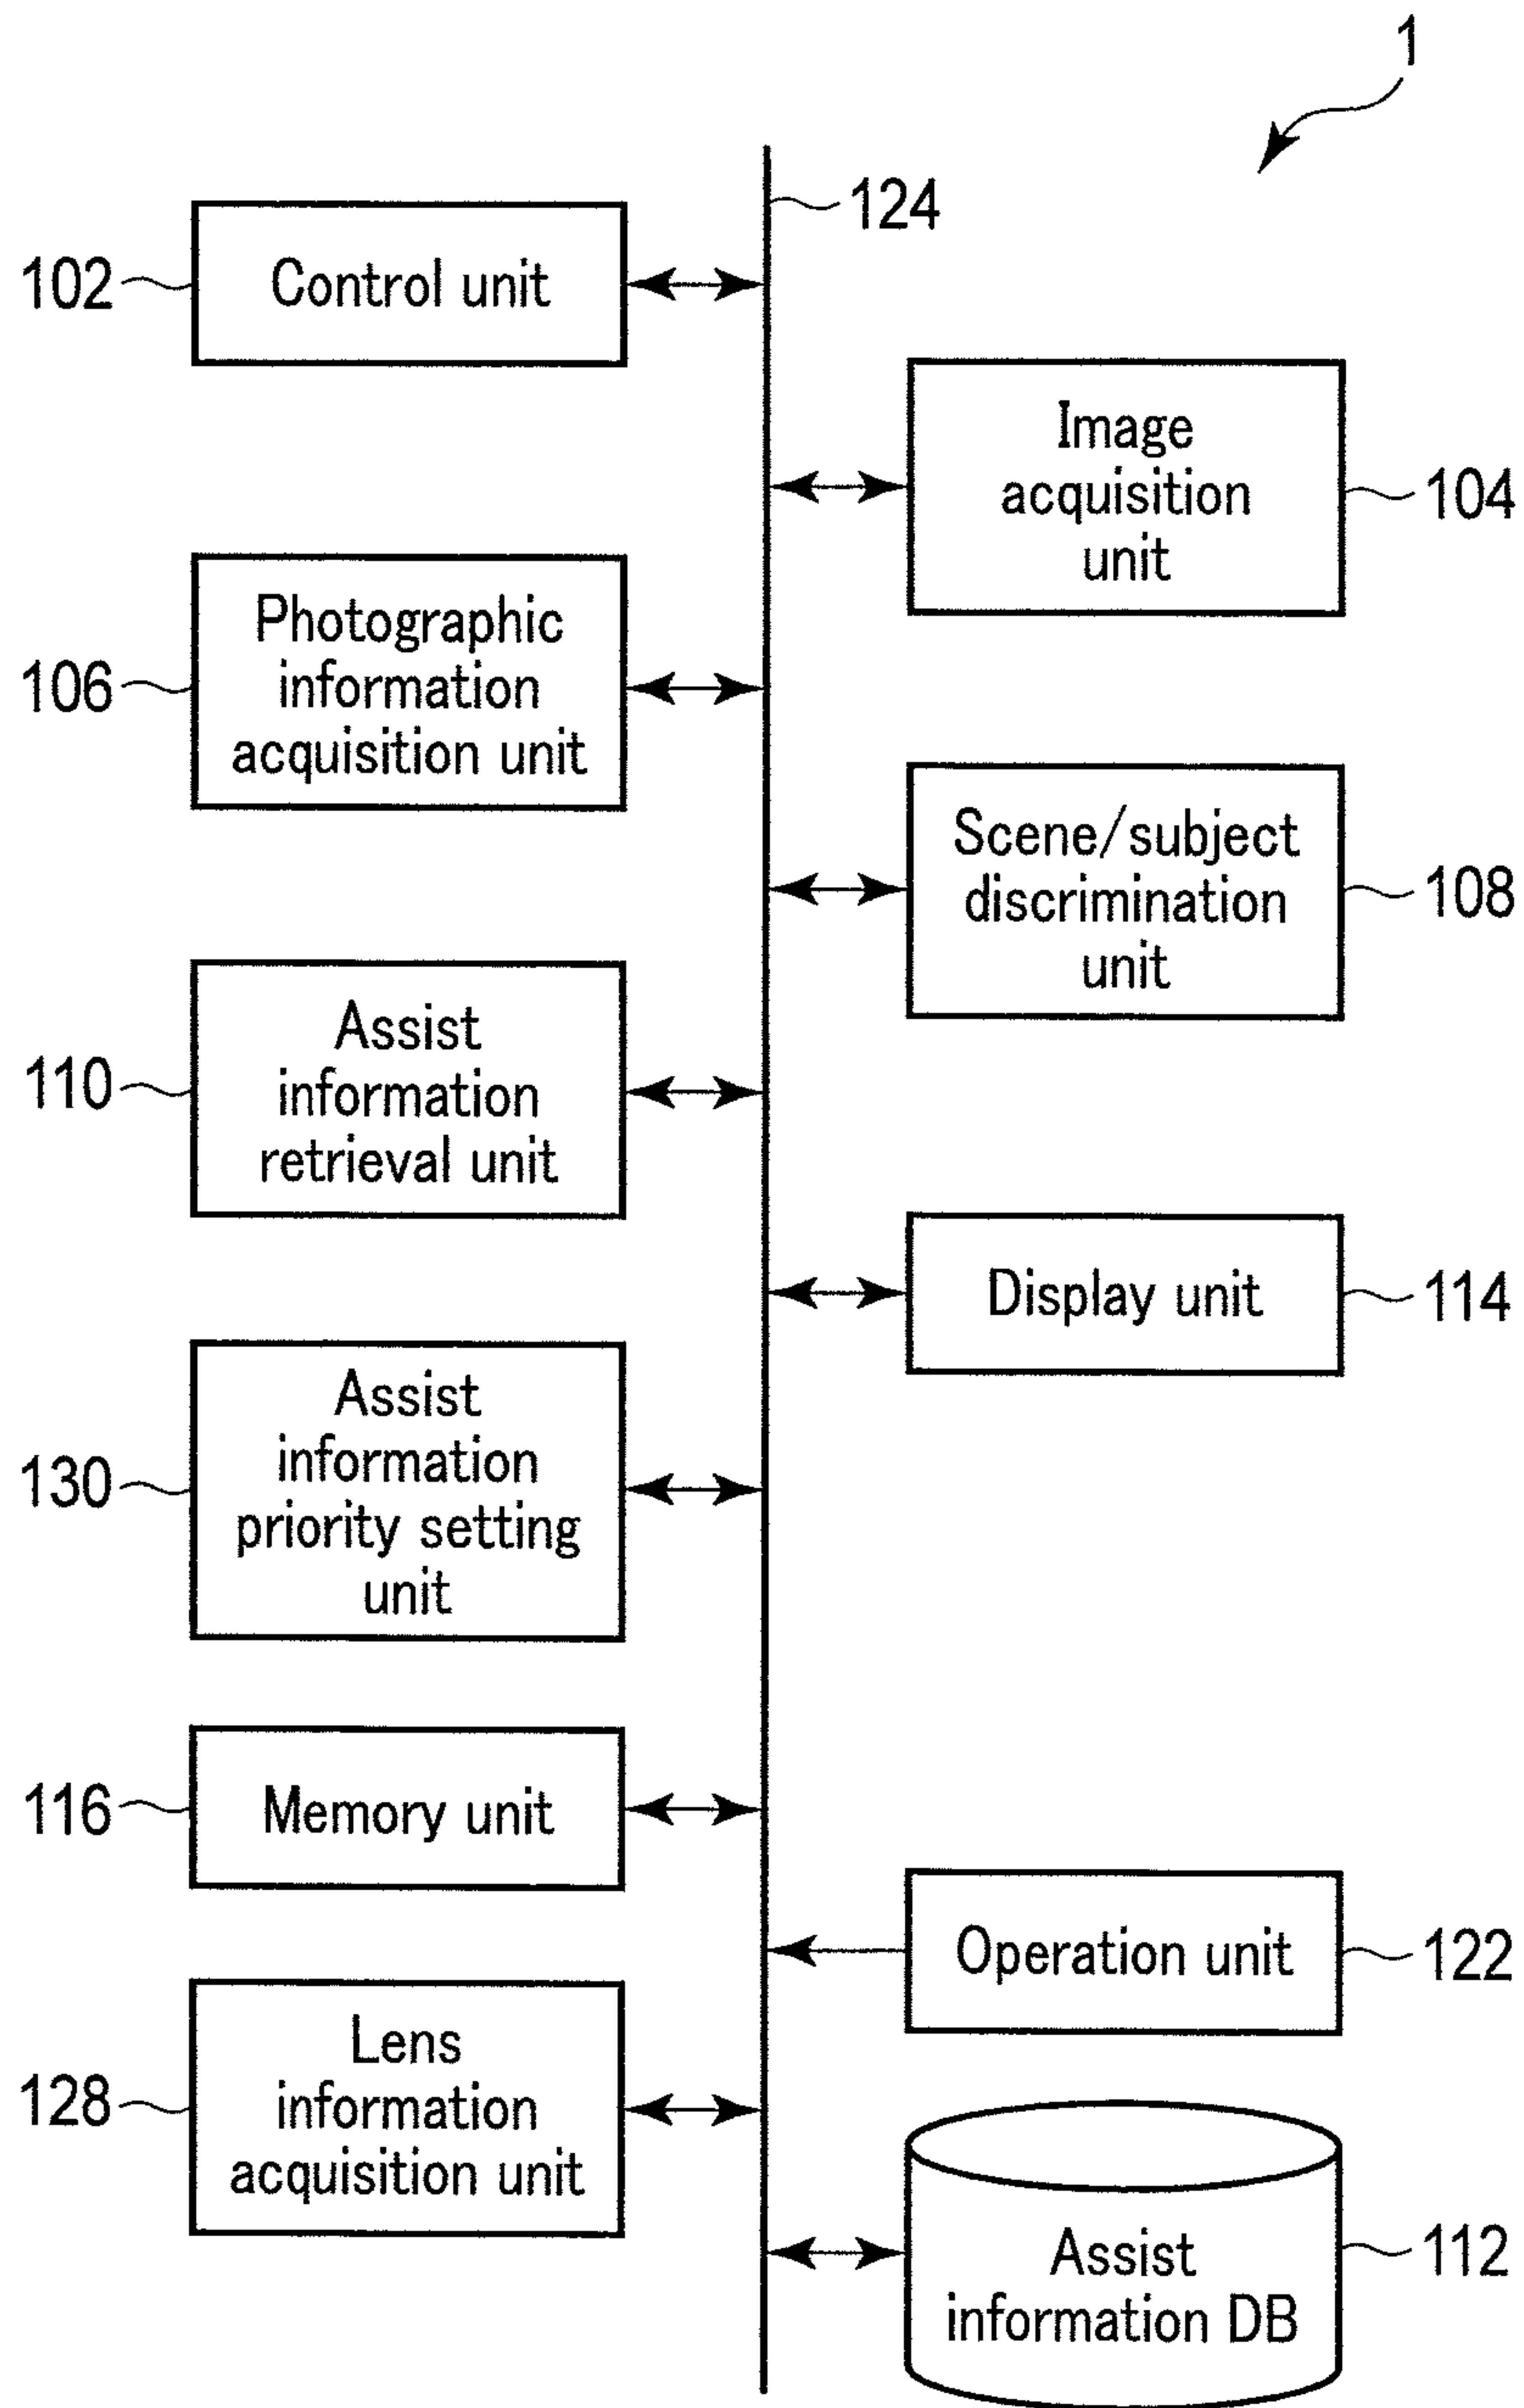 1
124
102
Control unit
Image
acquisition
unit
104
106
Photographic
information
acquisition unit
Scene/subject
discrimination
unit
108
110
Assist
information
retrieval unit
Display unit
114
130
Assist
information
priority setting
unit
116
Memory unit
Operation unit
122
128
Lens
information
acquisition unit
Assist
information DB
112